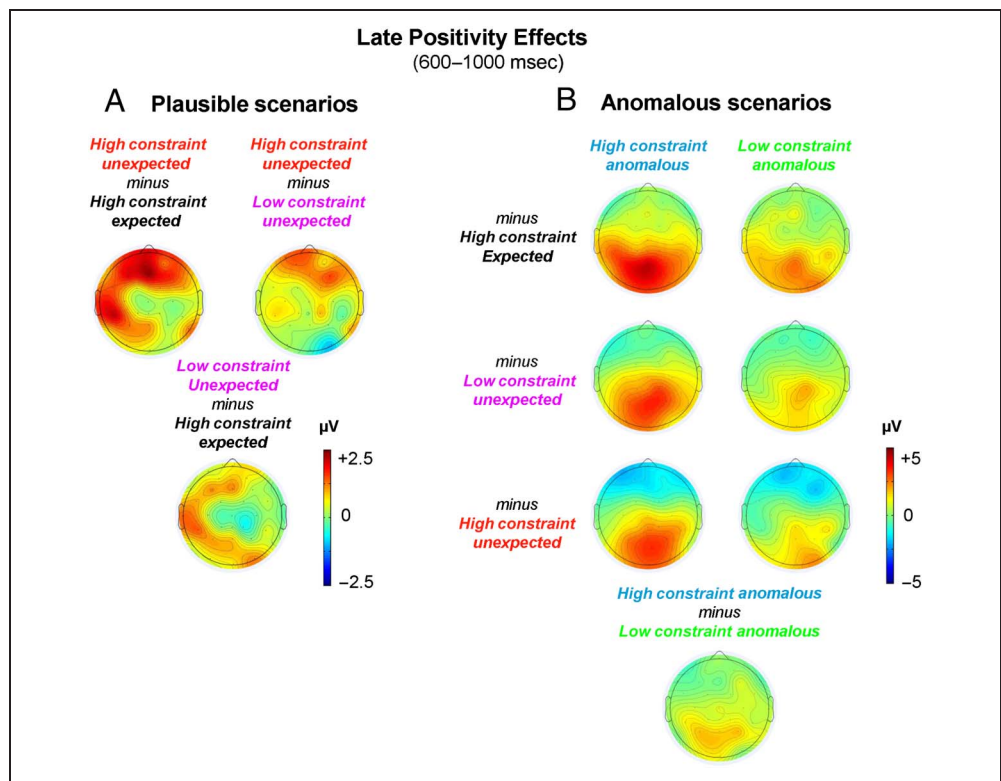 Late Positivity Effects
(600–1000 msec)
A Plausible scenarios
High constraint
unexpected
minus
High constraint
expected
High constraint
unexpected
minus
Low constraint
unexpected
Low constraint
Unexpected
minus
High constraint
expected
µV
+2.5
0
−2.5
B Anomalous scenarios
High constraint
anomalous
Low constraint
anomalous
minus
High constraint
Expected
minus
Low constraint
unexpected
minus
High constraint
unexpected
µV
+5
0
−5
High constraint anomalous
minus
Low constraint anomalous